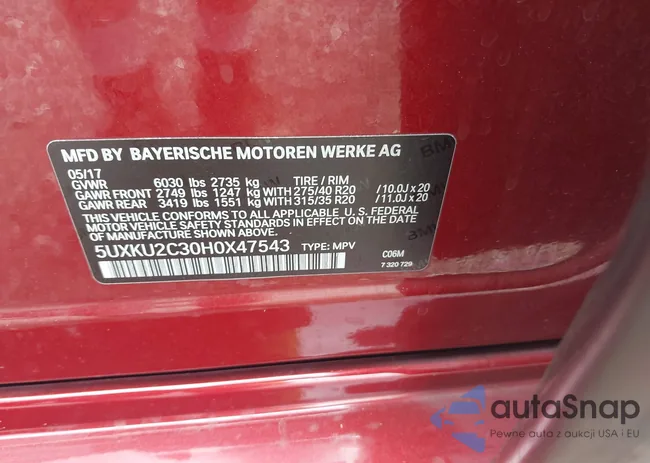 MFD BY BAYERISCHE MOTOREN WERKE AG
05/17
GVWR 6030 lbs 2735 kg TIRE / RIM
GAWR FRONT 2749 lbs 1247 kg WITH 275/40 R20 /10.0J x 20
GAWR REAR 3419 lbs 1551 kg WITH 315/35 R20 /11.0J x 20
THIS VEHICLE CONFORMS TO ALL APPLICABLE U. S. FEDERAL
MOTOR VEHICLE SAFETY STANDARDS IN EFFECT ON THE DATE
OF MANUFACTURE SHOWN ABOVE.
5UXKU2C30H0X47543 TYPE: MPV C06M
7 320 729
autaSnap
Pewne auta z aukcji USA i EU